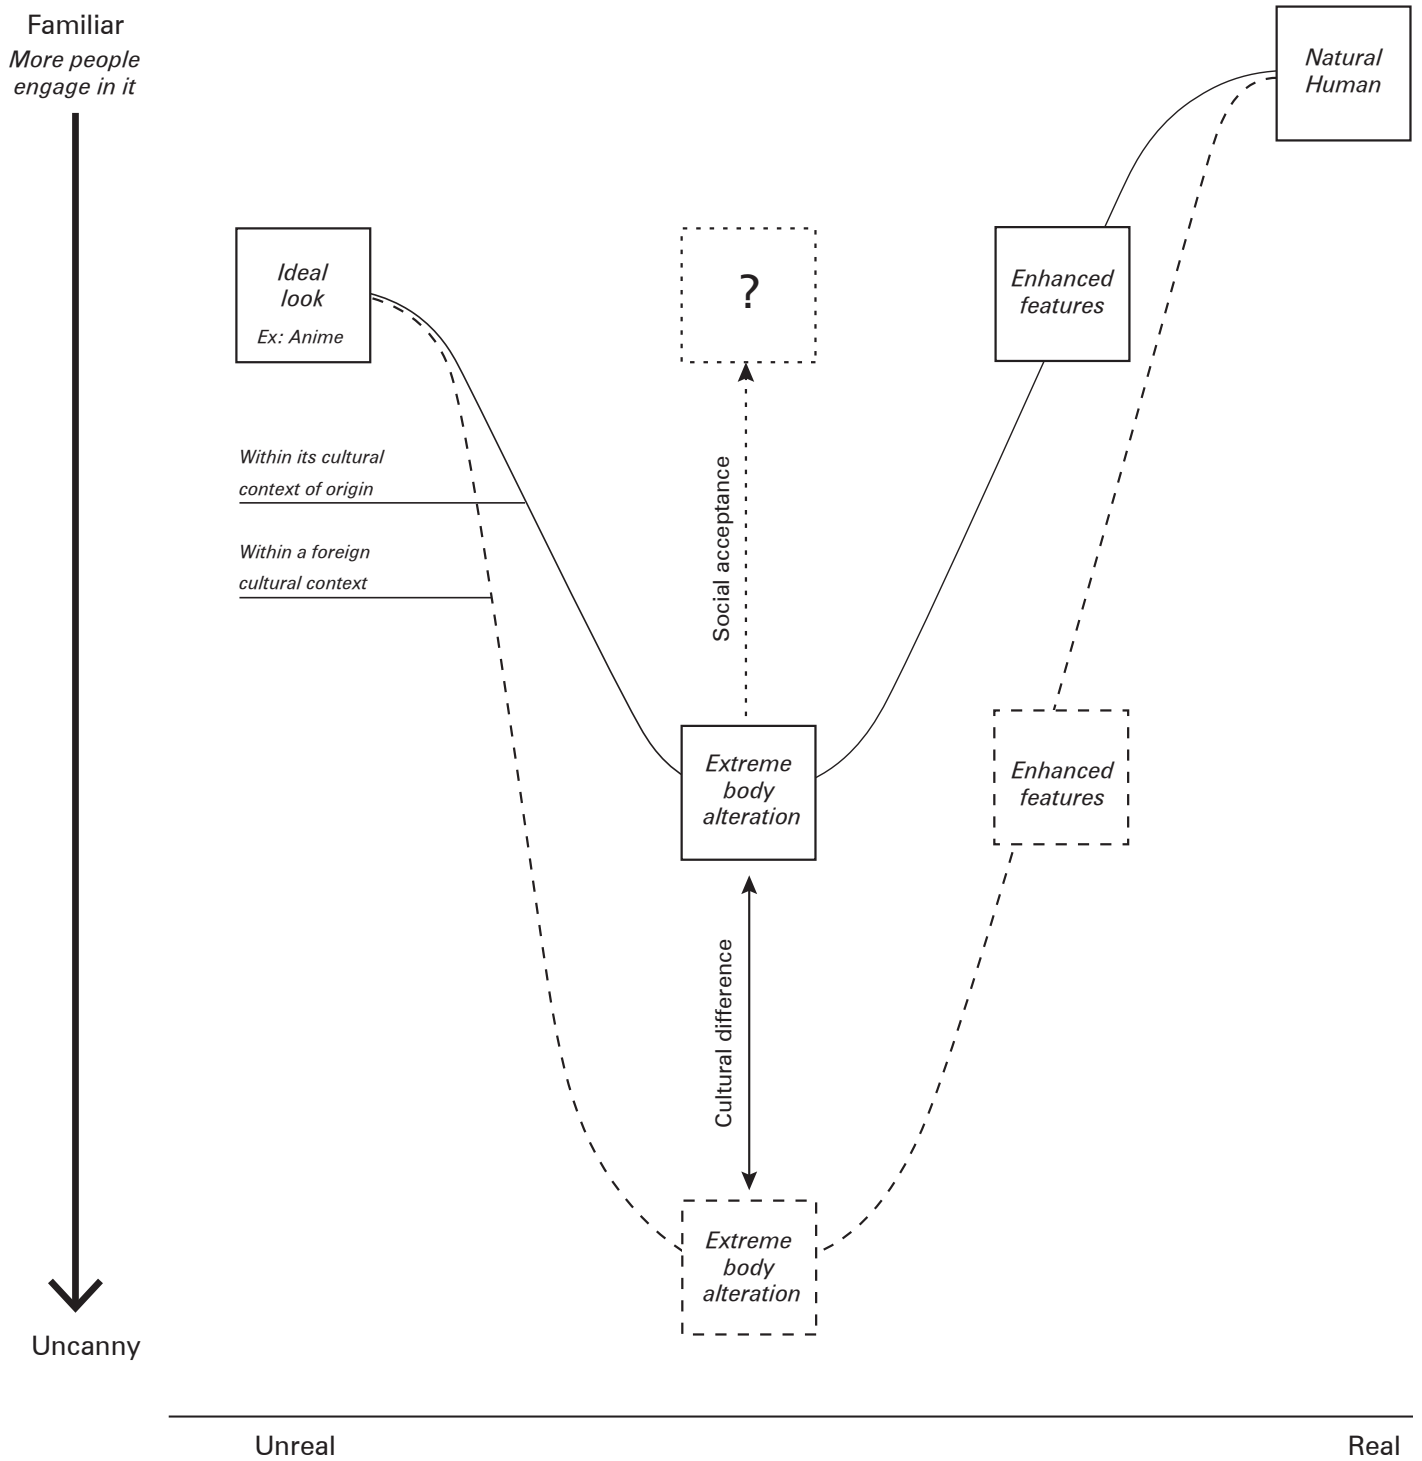 Familiar
More people
engage in it
Natural
Human
Ideal
look
Ex: Anime
?
Enhanced
features
Within its cultural
context of origin
Within a foreign
cultural context
Social acceptance
Extreme
body
alteration
Enhanced
features
Cultural difference
Extreme
body
alteration
Uncanny
Unreal
Real